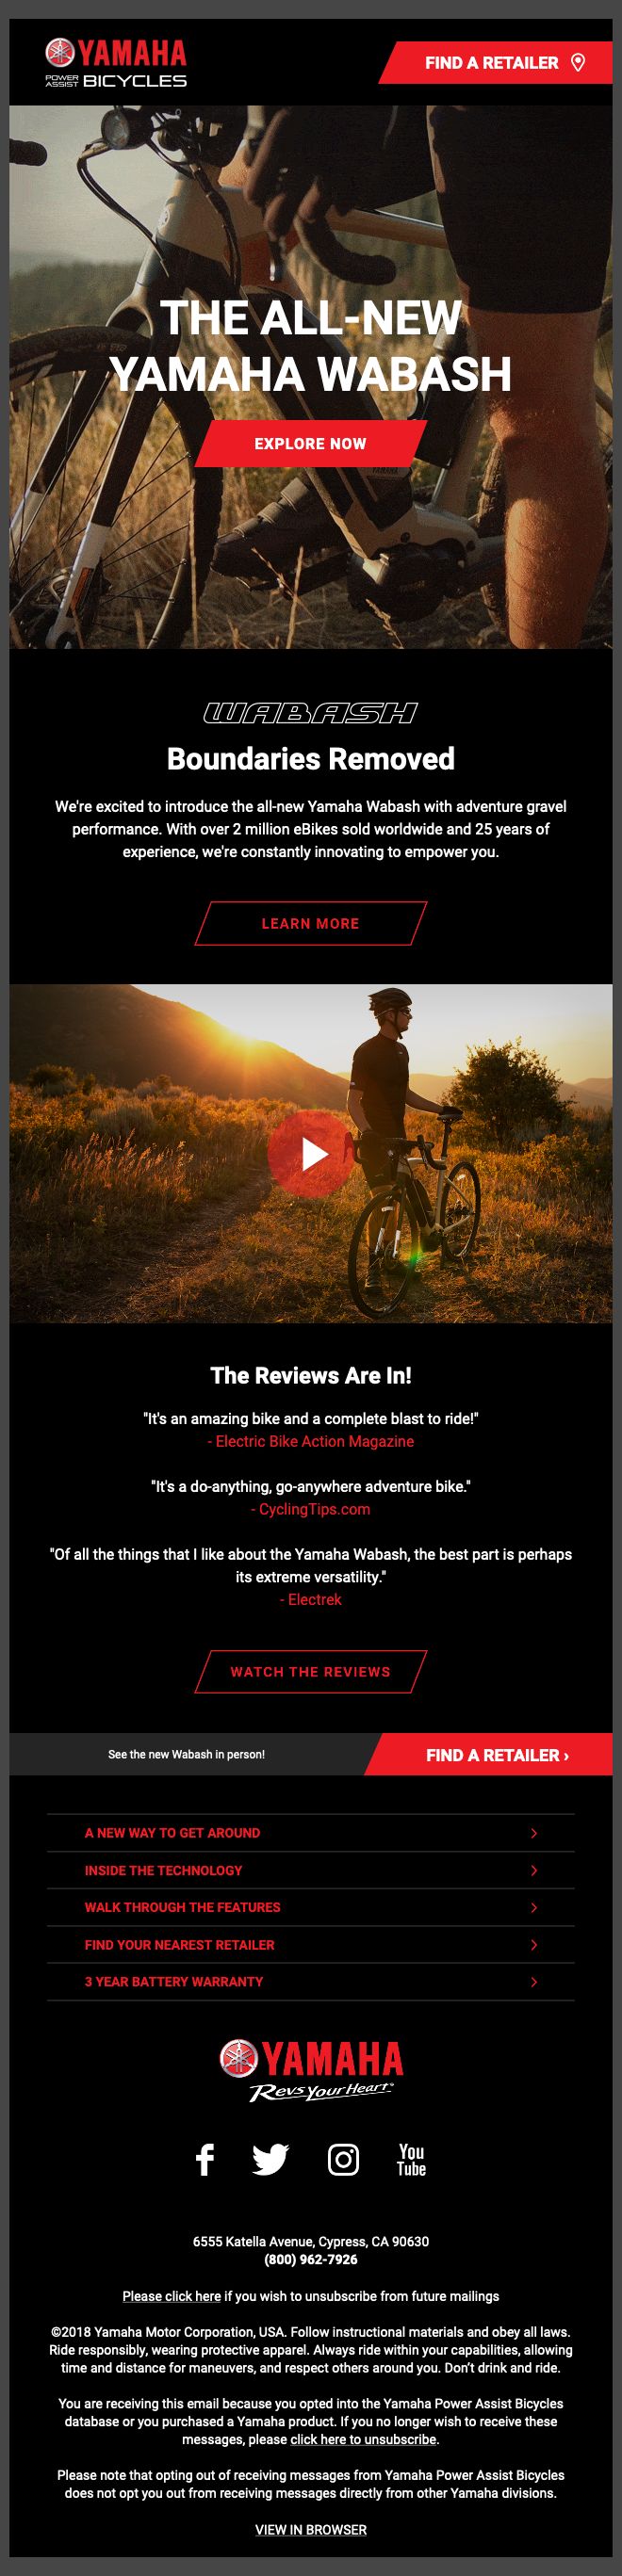 YAMAHA
POWER ASSIST BICYCLES
FIND A RETAILER
THE ALL-NEW
YAMAHA WABASH
EXPLORE NOW
WABASH
Boundaries Removed
We're excited to introduce the all-new Yamaha Wabash with adventure gravel
performance. With over 2 million eBikes sold worldwide and 25 years of
experience, we're constantly innovating to empower you.
LEARN MORE
The Reviews Are In!
"It's an amazing bike and a complete blast to ride!"
- Electric Bike Action Magazine
"It's a do-anything, go-anywhere adventure bike."
- CyclingTips.com
"Of all the things that I like about the Yamaha Wabash, the best part is perhaps
its extreme versatility."
- Electrek
WATCH THE REVIEWS
See the new Wabash in person!
FIND A RETAILER ›
A NEW WAY TO GET AROUND
INSIDE THE TECHNOLOGY
WALK THROUGH THE FEATURES
FIND YOUR NEAREST RETAILER
3 YEAR BATTERY WARRANTY
YAMAHA
Revs Your Heart
You
Tube
6555 Katella Avenue, Cypress, CA 90630
(800) 962-7926
Please click here if you wish to unsubscribe from future mailings
©2018 Yamaha Motor Corporation, USA. Follow instructional materials and obey all laws.
Ride responsibly, wearing protective apparel. Always ride within your capabilities, allowing
time and distance for maneuvers, and respect others around you. Don't drink and ride.
You are receiving this email because you opted into the Yamaha Power Assist Bicycles
database or you purchased a Yamaha product. If you no longer wish to receive these
messages, please click here to unsubscribe.
Please note that opting out of receiving messages from Yamaha Power Assist Bicycles
does not opt you out from receiving messages directly from other Yamaha divisions.
VIEW IN BROWSER